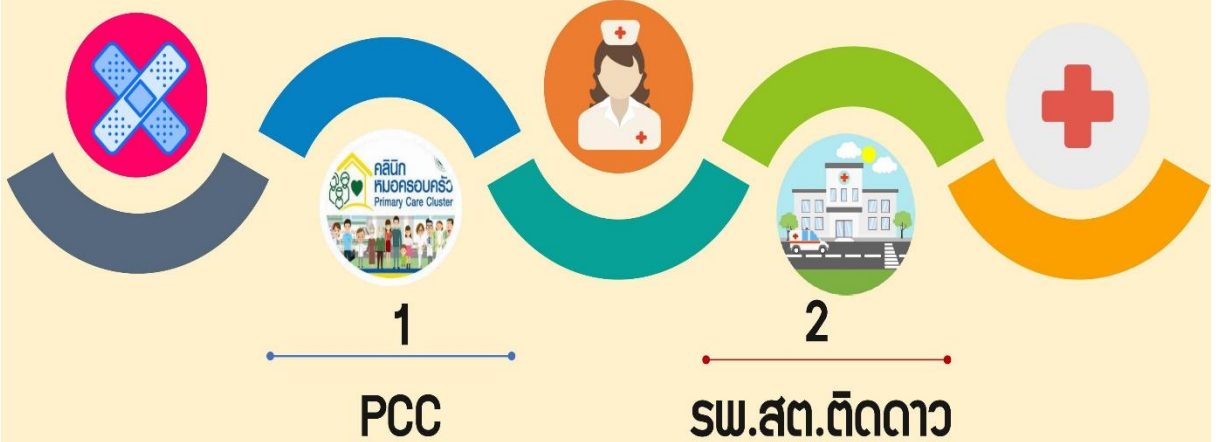 คลินิก
หมอครอบครัว
Primary Care Cluster
1
2
PCC
รพ.สต.ติดดาว